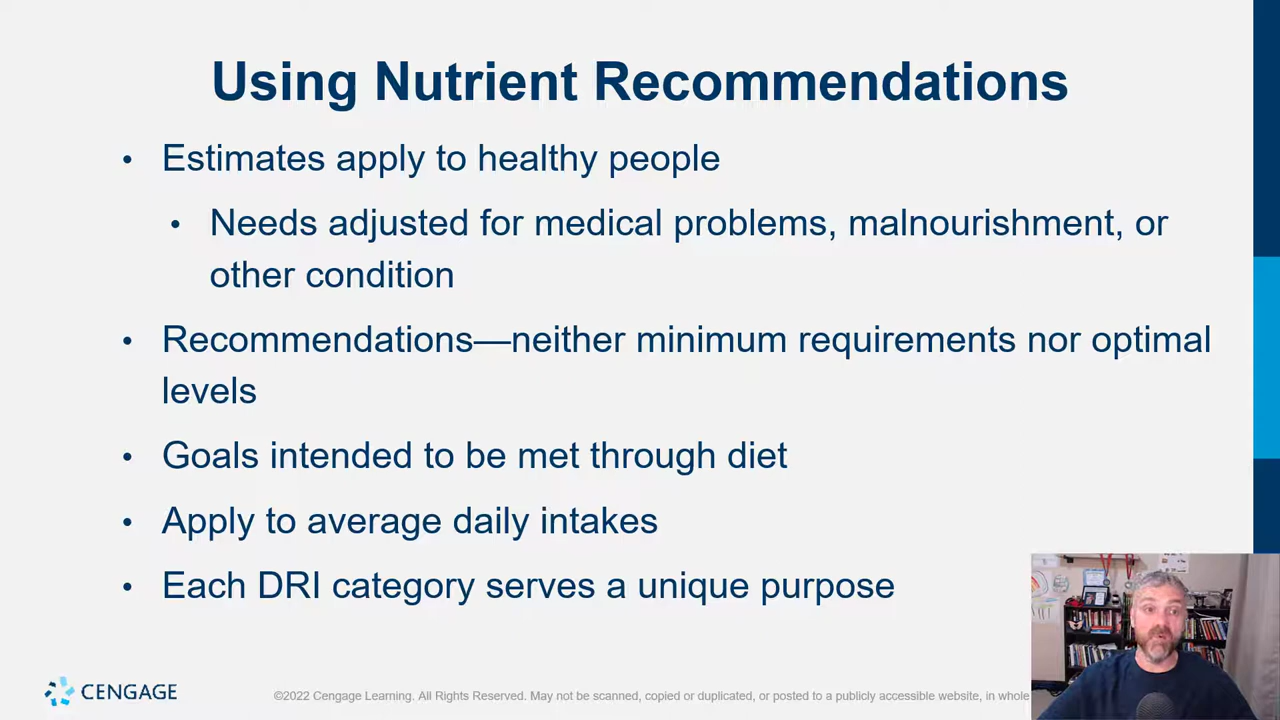 Using Nutrient Recommendations
• Estimates apply to healthy people
• Needs adjusted for medical problems, malnourishment, or
other condition
• Recommendations—neither minimum requirements nor optimal
levels
• Goals intended to be met through diet
• Apply to average daily intakes
• Each DRI category serves a unique purpose
CENGAGE
©2022 Cengage Learning. All Rights Reserved. May not be scanned, copied or duplicated, or posted to a publicly accessible website, in whole